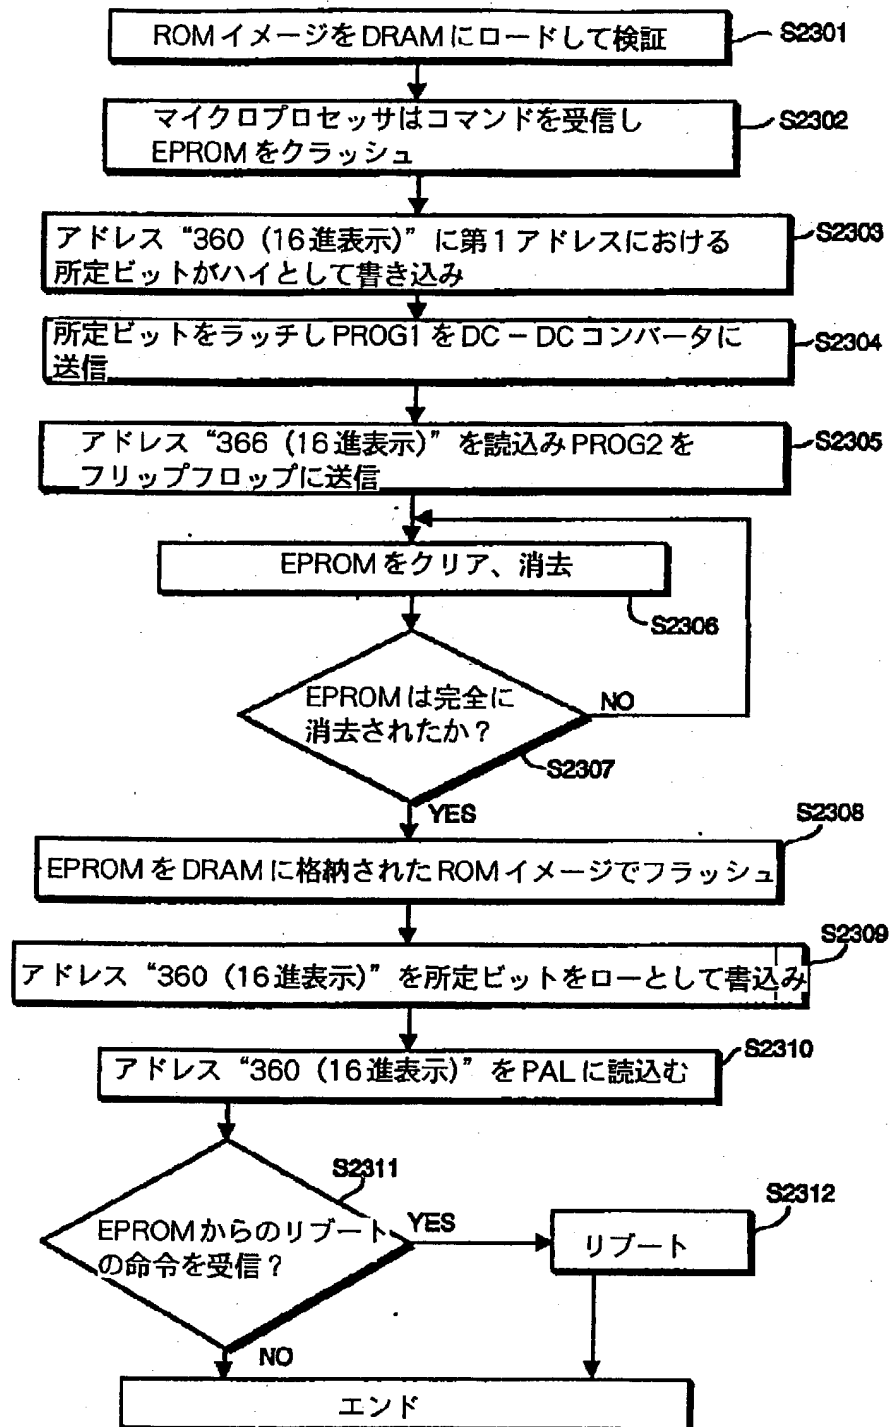 ROMイメージをDRAMにロードして検証
S2301
マイクロプロセッサはコマンドを受信し
EPROMをクラッシュ
S2302
アドレス“360（16進表示）”に第1アドレスにおける
所定ビットがハイとして書き込み
S2303
所定ビットをラッチしPROG1をDC－DCコンバータに
送信
S2304
アドレス“366（16進表示）”を読込みPROG2を
フリップフロップに送信
S2305
EPROMをクリア、消去
S2306
EPROMは完全に
消去されたか？
NO
S2307
YES
S2308
EPROMをDRAMに格納されたROMイメージでフラッシュ
S2309
アドレス“360（16進表示）”を所定ビットをローとして書込み
S2310
アドレス“360（16進表示）”をPALに読込む
S2311
EPROMからのリブート
の命令を受信？
YES
S2312
リブート
NO
エンド